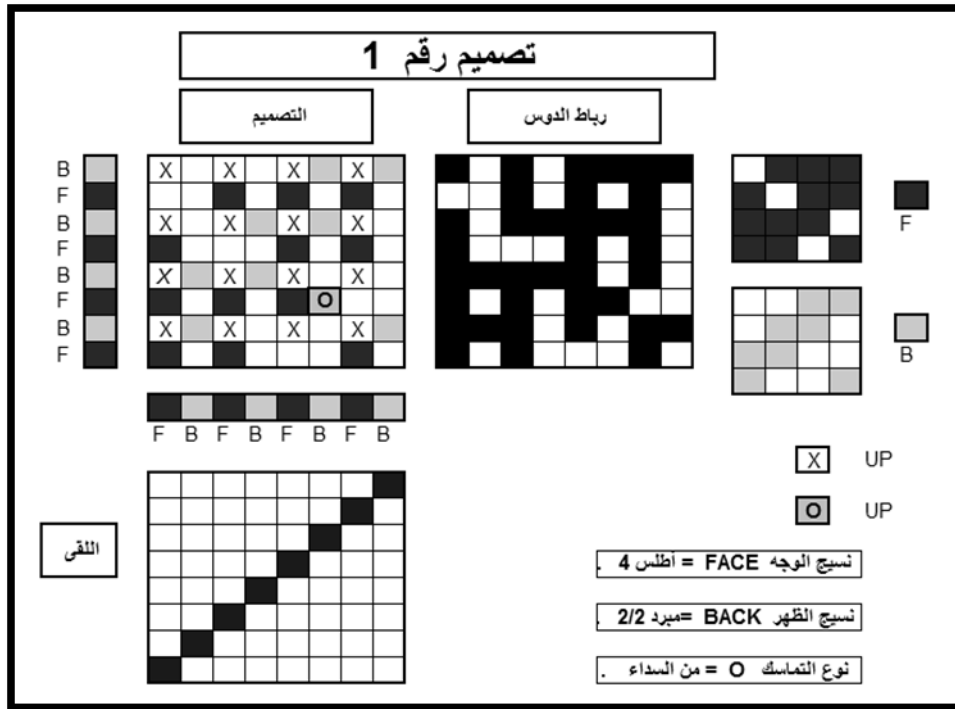 تصميم رقم 1
التصميم
رباط الدوس
B X X X X
F
B X X X X
F F
B X X X X
F O B
B X X X X
F
F B F B F B F B
X UP
O UP
اللقى
نسيج الوجه FACE = أطلس 4 .
نسيج الظهر BACK =مبرد 2/2 .
نوع التماسك O = من السداء .